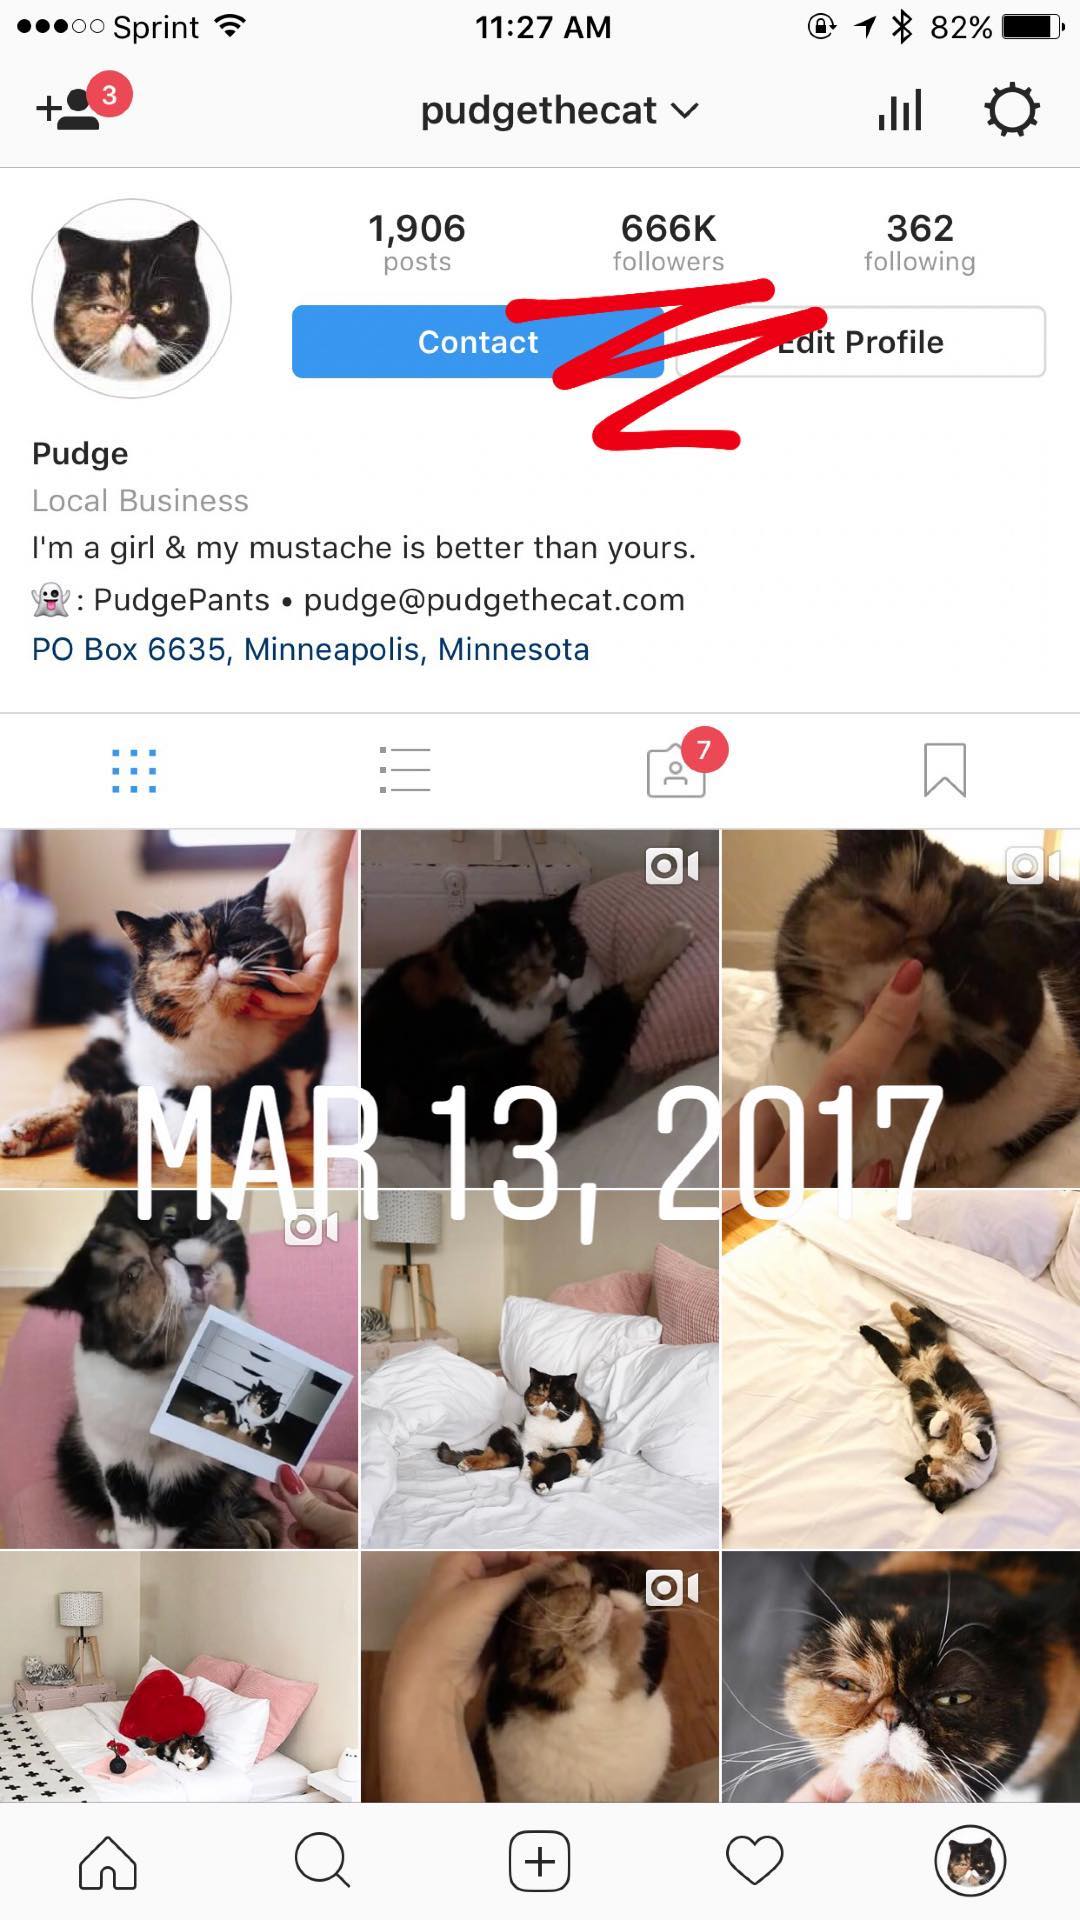 Sprint 11:27 AM 82%
3 pudgethecat
1,906 666K 362
posts followers following
Contact Edit Profile
Pudge
Local Business
I'm a girl & my mustache is better than yours.
👻: PudgePants • pudge@pudgethecat.com
PO Box 6635, Minneapolis, Minnesota
7
MAR 13, 2017